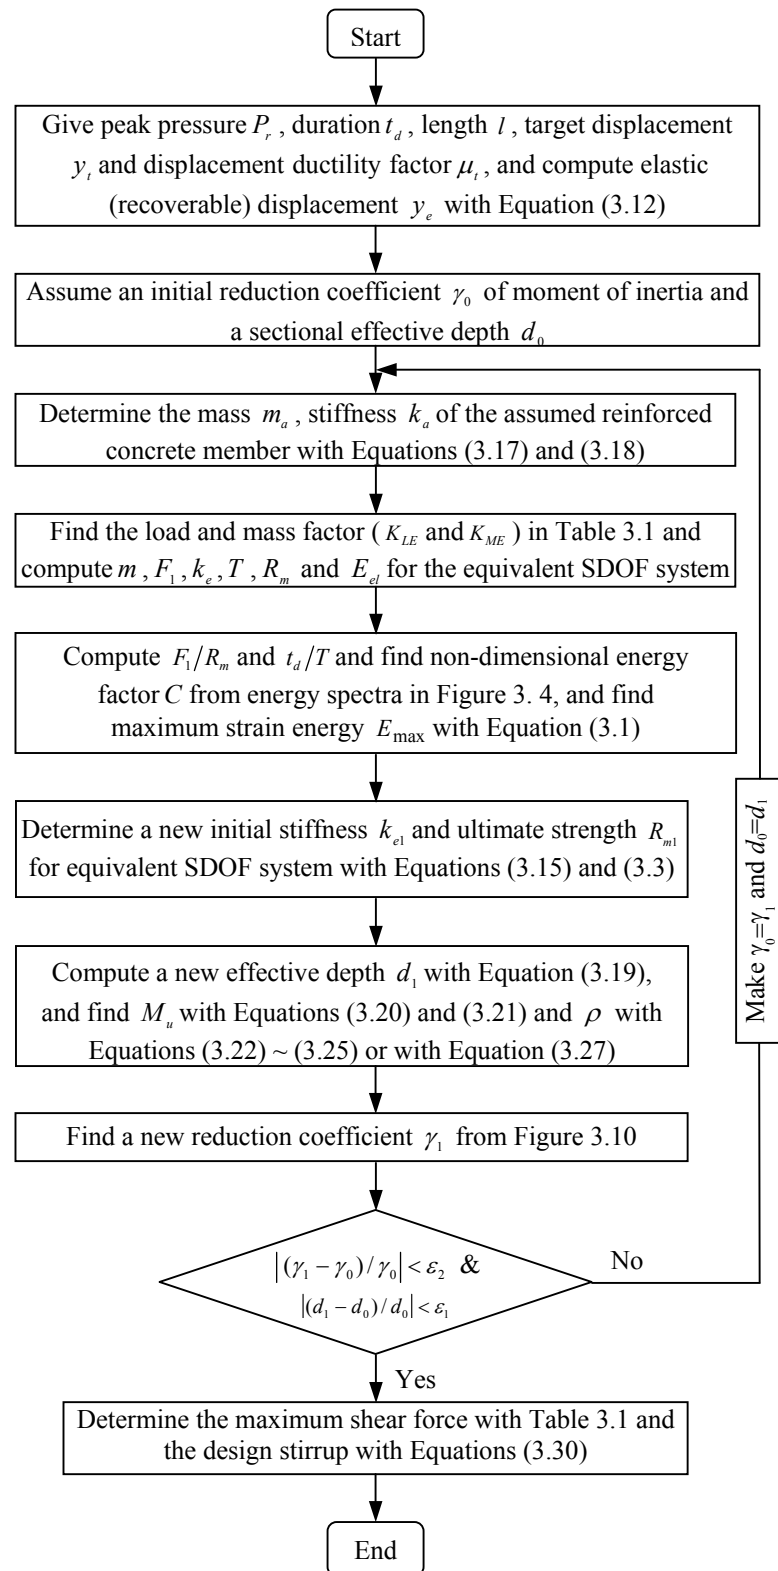 Start
Give peak pressure P_r , duration t_d , length l , target displacement
y_t and displacement ductility factor μ_t , and compute elastic
(recoverable) displacement y_e with Equation (3.12)
Assume an initial reduction coefficient γ_0 of moment of inertia and
a sectional effective depth d_0
Determine the mass m_a , stiffness k_a of the assumed reinforced
concrete member with Equations (3.17) and (3.18)
Find the load and mass factor ( K_LE and K_ME ) in Table 3.1 and
compute m , F_1 , k_e , T , R_m and E_el for the equivalent SDOF system
Compute F_1/R_m and t_d/T and find non-dimensional energy
factor C from energy spectra in Figure 3. 4, and find
maximum strain energy E_max with Equation (3.1)
Determine a new initial stiffness k_e1 and ultimate strength R_m1
for equivalent SDOF system with Equations (3.15) and (3.3)
Compute a new effective depth d_1 with Equation (3.19),
and find M_u with Equations (3.20) and (3.21) and ρ with
Equations (3.22) ~ (3.25) or with Equation (3.27)
Find a new reduction coefficient γ_1 from Figure 3.10
|(γ_1 − γ_0)/γ_0| < ε_2 &
|(d_1 − d_0)/d_0| < ε_1
No
Make γ_0=γ_1 and d_0=d_1
Yes
Determine the maximum shear force with Table 3.1 and
the design stirrup with Equations (3.30)
End